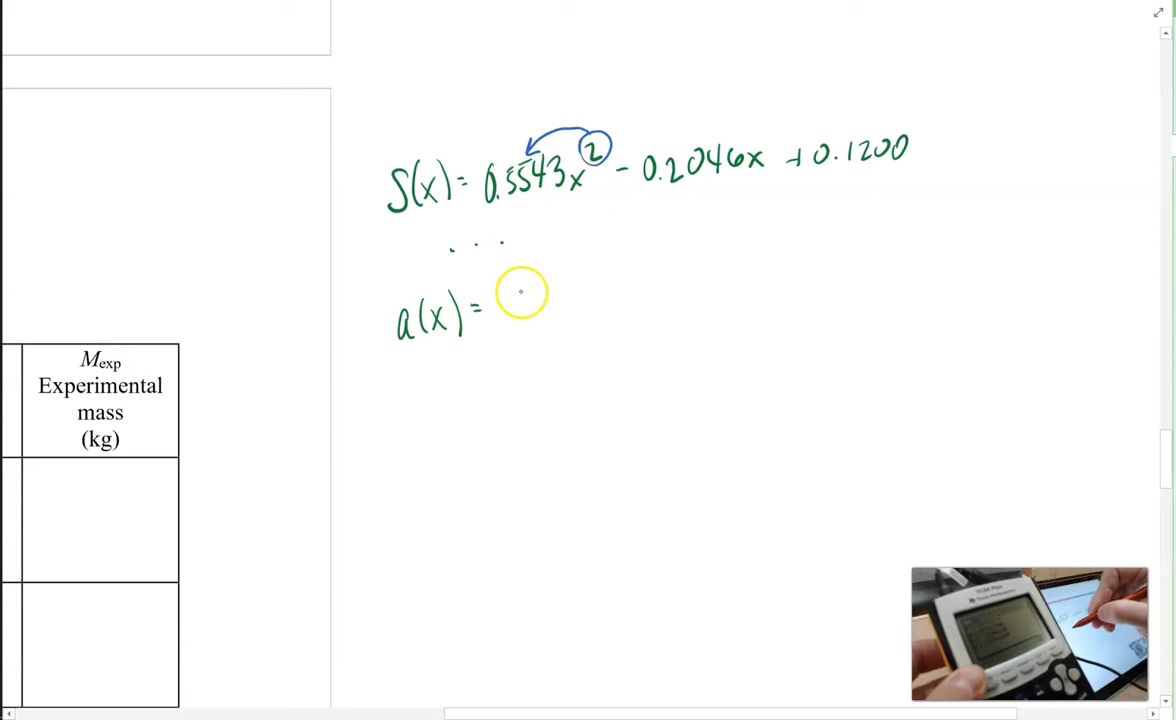 S(x) = 0.5543x² - 0.2046x + 0.1200
. . .
a(x) =
Mexp
Experimental
mass
(kg)